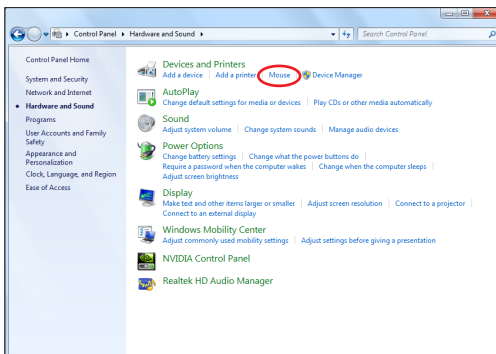 Control Panel ▸ Hardware and Sound ▸
Search Control Panel
Control Panel Home
System and Security
Network and Internet
Hardware and Sound
Programs
User Accounts and Family
Safety
Appearance and
Personalization
Clock, Language, and Region
Ease of Access
Devices and Printers
Add a device | Add a printer | Mouse | Device Manager
AutoPlay
Change default settings for media or devices | Play CDs or other media automatically
Sound
Adjust system volume | Change system sounds | Manage audio devices
Power Options
Change battery settings | Change what the power buttons do |
Require a password when the computer wakes | Change when the computer sleeps |
Adjust screen brightness
Display
Make text and other items larger or smaller | Adjust screen resolution | Connect to a projector |
Connect to an external display
Windows Mobility Center
Adjust commonly used mobility settings | Adjust settings before giving a presentation
NVIDIA Control Panel
Realtek HD Audio Manager